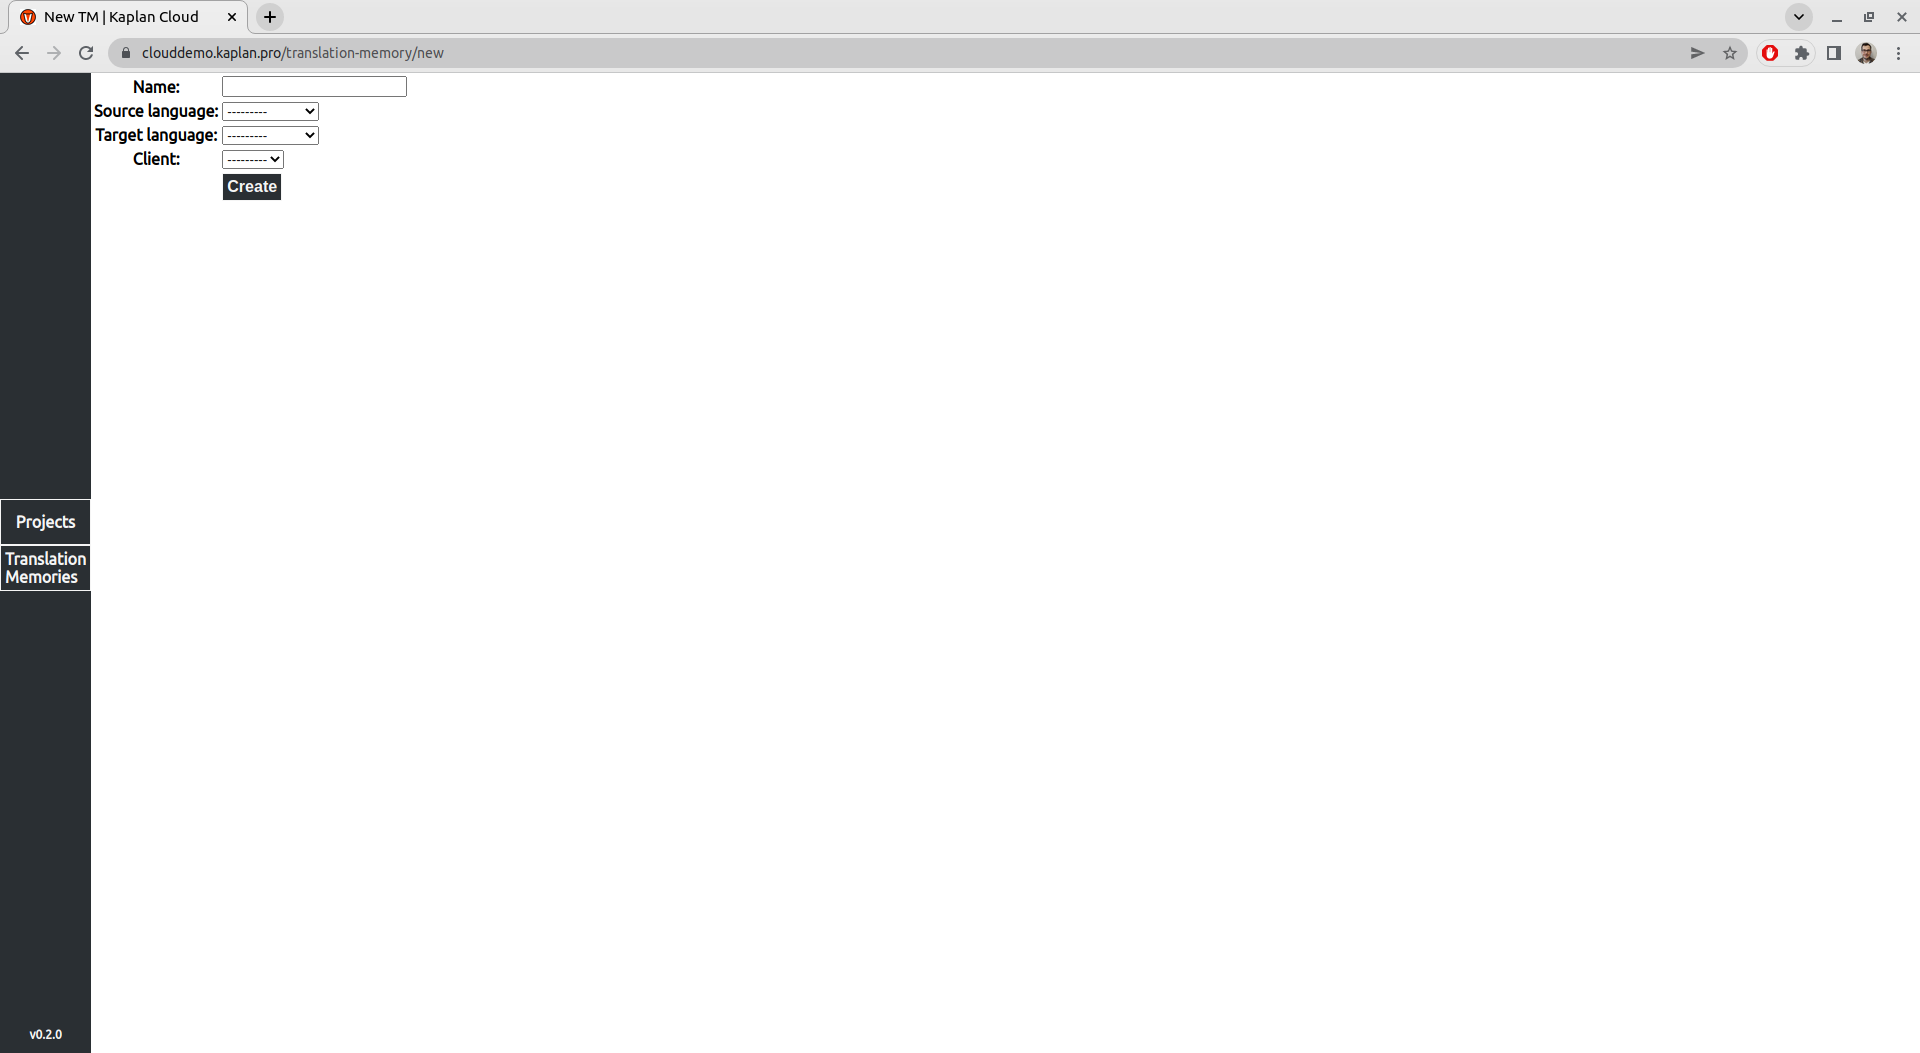 New TM | Kaplan Cloud
clouddemo.kaplan.pro/translation-memory/new
Name:
Source language: ---------
Target language: ---------
Client: ---------
Create
Projects
Translation
Memories
v0.2.0